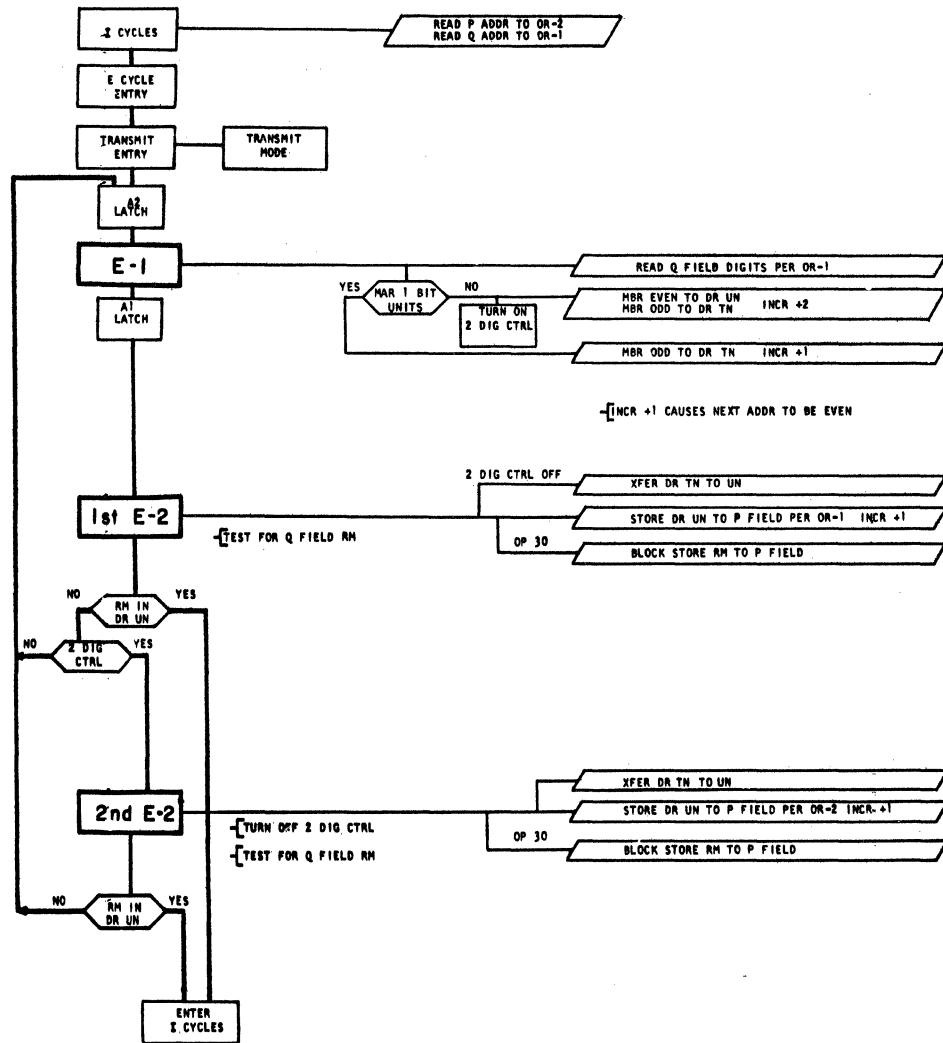 I CYCLES
READ P ADDR TO OR-2
READ Q ADDR TO OR-1
E CYCLE
ENTRY
TRANSMIT
ENTRY
TRANSMIT
MODE
A2
LATCH
E-1
READ Q FIELD DIGITS PER OR-1
YES
MAR 1 BIT
UNITS
NO
TURN ON
2 DIG CTRL
MBR EVEN TO DR UN
MBR ODD TO DR TN INCR +2
A1
LATCH
MBR ODD TO DR TN INCR +1
INCR +1 CAUSES NEXT ADDR TO BE EVEN
2 DIG CTRL OFF
XFER DR TN TO UN
1st E-2
STORE DR UN TO P FIELD PER OR-1 INCR +1
TEST FOR Q FIELD RM
OP 30
BLOCK STORE RM TO P FIELD
NO
RM IN
DR UN
YES
NO
2 DIG
CTRL
YES
XFER DR TN TO UN
2nd E-2
STORE DR UN TO P FIELD PER OR-2 INCR +1
TURN OFF 2 DIG CTRL
OP 30
TEST FOR Q FIELD RM
BLOCK STORE RM TO P FIELD
NO
RM IN
DR UN
YES
ENTER
I CYCLES